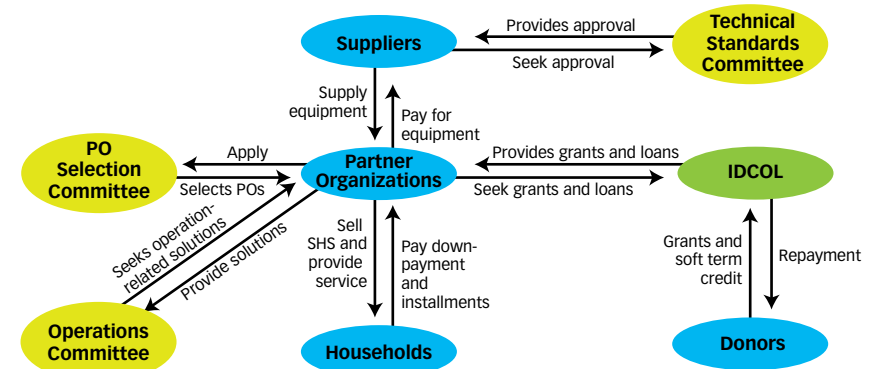 Suppliers
Provides approval
Seek approval
Technical
Standards
Committee
Supply
equipment
Pay for
equipment
PO
Selection
Committee
Apply
Selects POs
Partner
Organizations
Provides grants and loans
Seek grants and loans
IDCOL
Seeks operation-
related solutions
Provide solutions
Sell
SHS and
provide
service
Pay down-
payment
and
installments
Grants and
soft term
credit
Repayment
Operations
Committee
Households
Donors